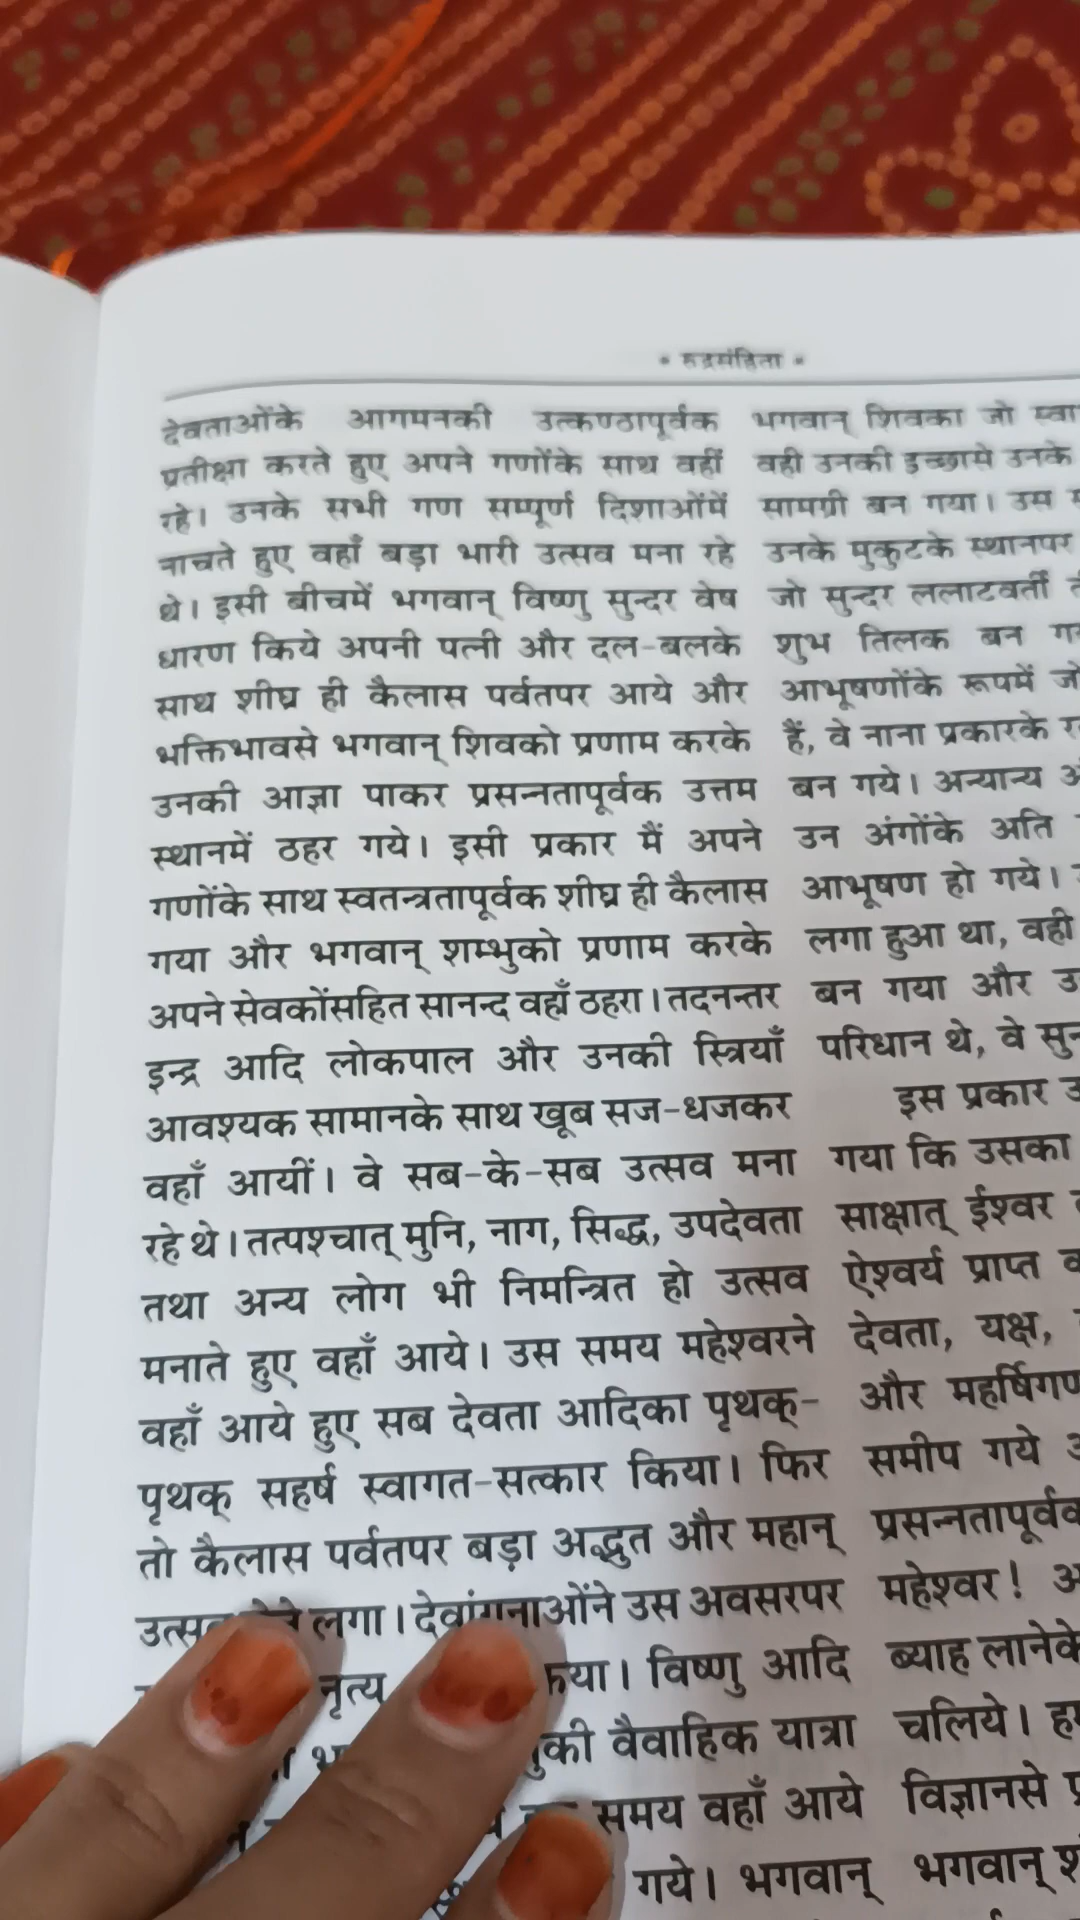 • रुद्रसंहिता •
देवताओंके आगमनकी उत्कण्ठापूर्वक
प्रतीक्षा करते हुए अपने गणोंके साथ वहीं
रहे। उनके सभी गण सम्पूर्ण दिशाओंमें
नाचते हुए वहाँ बड़ा भारी उत्सव मना रहे
थे। इसी बीचमें भगवान् विष्णु सुन्दर वेष
धारण किये अपनी पत्नी और दल-बलके
साथ शीघ्र ही कैलास पर्वतपर आये और
भक्तिभावसे भगवान् शिवको प्रणाम करके
उनकी आज्ञा पाकर प्रसन्नतापूर्वक उत्तम
स्थानमें ठहर गये। इसी प्रकार मैं अपने
गणोंके साथ स्वतन्त्रतापूर्वक शीघ्र ही कैलास
गया और भगवान् शम्भुको प्रणाम करके
अपने सेवकोंसहित सानन्द वहाँ ठहरा। तदनन्तर
इन्द्र आदि लोकपाल और उनकी स्त्रियाँ
आवश्यक सामानके साथ खूब सज-धजकर
वहाँ आयीं। वे सब-के-सब उत्सव मना
रहे थे। तत्पश्चात् मुनि, नाग, सिद्ध, उपदेवता
तथा अन्य लोग भी निमन्त्रित हो उत्सव
मनाते हुए वहाँ आये। उस समय महेश्वरने
वहाँ आये हुए सब देवता आदिका पृथक्-
पृथक् सहर्ष स्वागत-सत्कार किया। फिर
तो कैलास पर्वतपर बड़ा अद्भुत और महान्
लगा। देवांगनाओंने उस अवसरपर
नृत्य विष्णु आदि
वैवाहिक यात्रा
समय वहाँ आये
गये। भगवान्
भगवान् शिवका जो
वही उनकी इच्छासे उनके
सामग्री बन गया। उस
उनके मुकुटके स्थानपर
जो सुन्दर ललाटवर्ती
शुभ तिलक बन
आभूषणोंके रूपमें
हैं, वे नाना प्रकारके
बन गये। अन्यान्य
उन अंगोंके अति
आभूषण हो गये।
लगा हुआ था, वही
बन गया और
परिधान थे, वे
इस प्रकार
गया कि उसका
साक्षात् ईश्वर
ऐश्वर्य प्राप्त
देवता, यक्ष,
और
समीप गये
महेश्वर!
ब्याह लानेके
चलिये।
विज्ञानसे
भगवान्